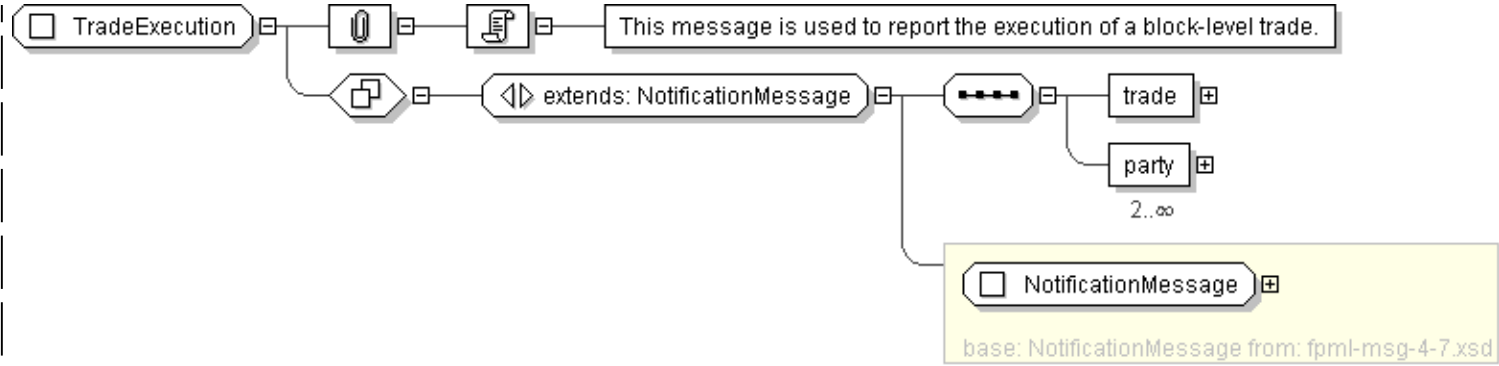 TradeExecution
This message is used to report the execution of a block-level trade.
extends: NotificationMessage
trade
party
2..∞
NotificationMessage
base: NotificationMessage from: fpml-msg-4-7.xsd